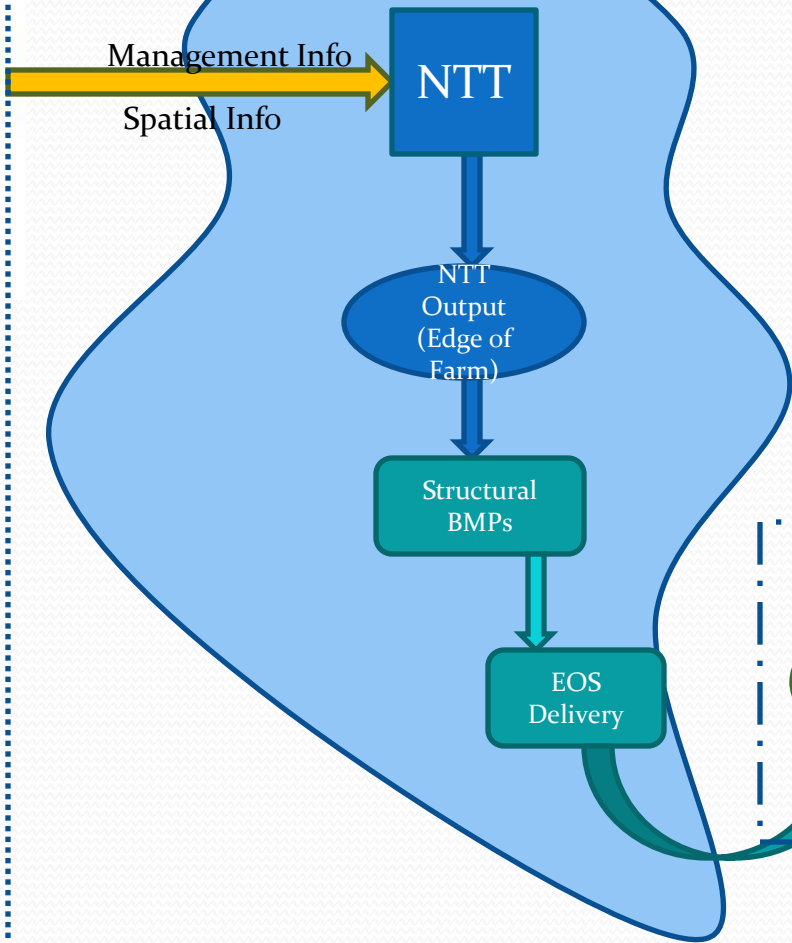 Management Info
NTT
Spatial Info
NTT
Output
(Edge of
Farm)
Structural
BMPs
EOS
Delivery